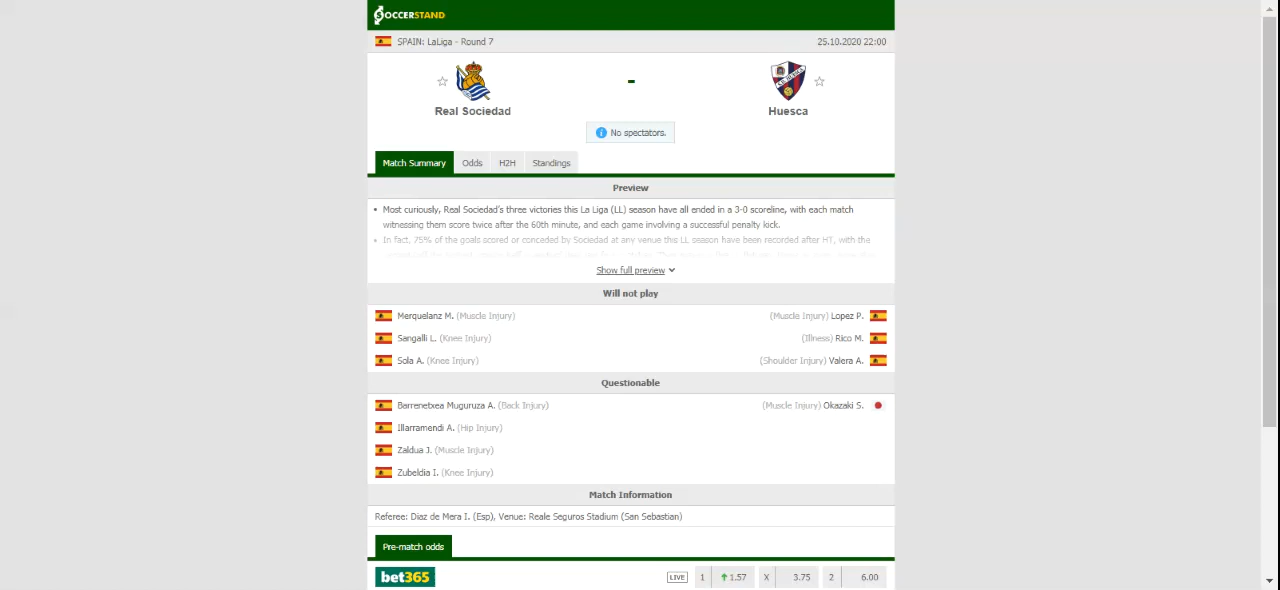 SOCCERSTAND
SPAIN: LaLiga - Round 7 25.10.2020 22:00
-
Real Sociedad Huesca
No spectators.
Match Summary Odds H2H Standings
Preview
• Most curiously, Real Sociedad's three victories this La Liga (LL) season have all ended in a 3-0 scoreline, with each match
witnessing them score twice after the 60th minute, and each game involving a successful penalty kick.
• In fact, 75% of the goals scored or conceded by Sociedad at any venue this LL season have been recorded after HT, with the
Show full preview
Will not play
Merquelanz M. (Muscle Injury) (Muscle Injury) Lopez P.
Sangalli L. (Knee Injury) (Illness) Rico M.
Sola A. (Knee Injury) (Shoulder Injury) Valera A.
Questionable
Barrenetxea Muguruza A. (Back Injury) (Muscle Injury) Okazaki S.
Illarramendi A. (Hip Injury)
Zaldua J. (Muscle Injury)
Zubeldia I. (Knee Injury)
Match Information
Referee: Diaz de Mera I. (Esp), Venue: Reale Seguros Stadium (San Sebastian)
Pre-match odds
bet365 LIVE 1 1.57 X 3.75 2 6.00